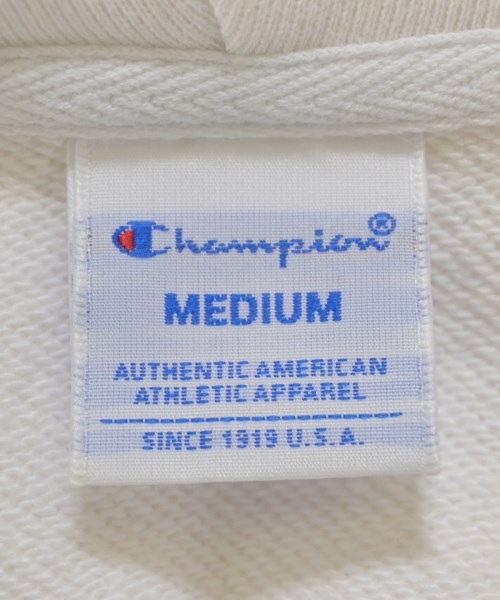 Champion®
MEDIUM
AUTHENTIC AMERICAN
ATHLETIC APPAREL
SINCE 1919 U.S.A.